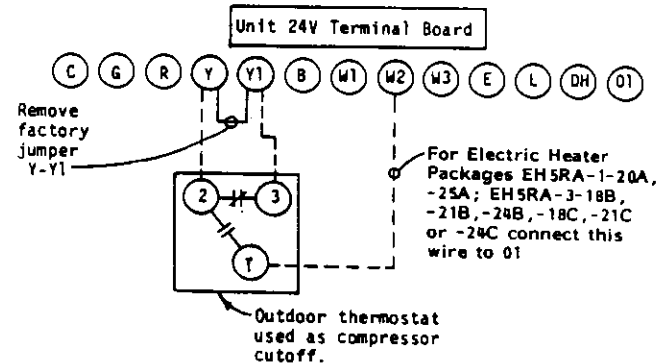 Unit 24V Terminal Board
C G R Y Y1 B W1 W2 W3 E L DH O1
Remove
factory
jumper
Y-Y1
For Electric Heater
Packages EH5RA-1-20A,
-25A; EH5RA-3-18B,
-21B, -24B, -18C, -21C
or -24C connect this
wire to O1
2 3
Outdoor thermostat
used as compressor
cutoff.